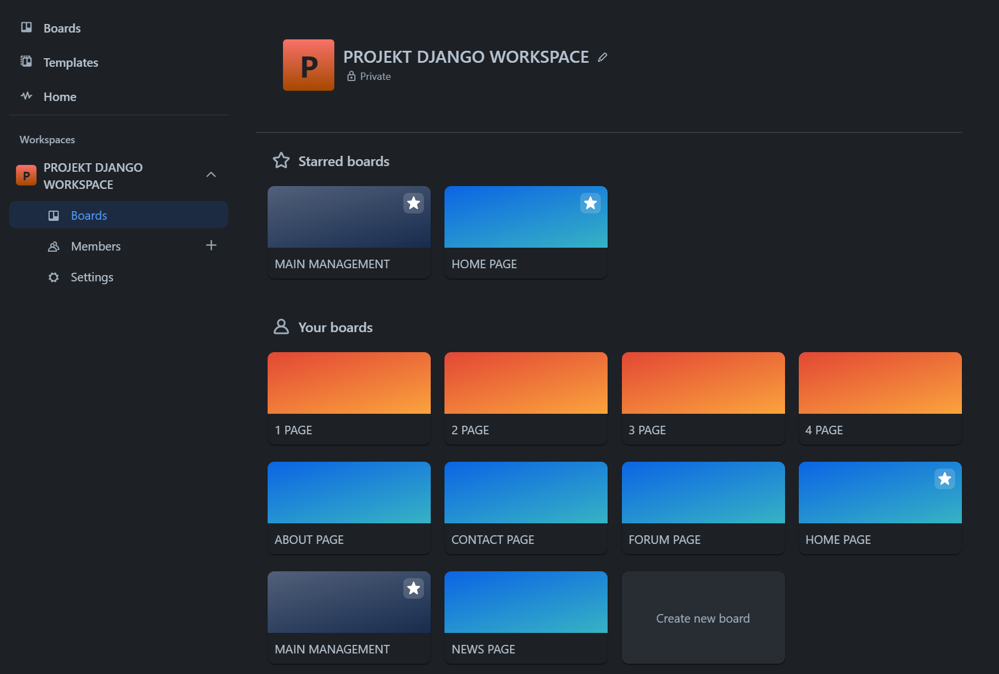 Boards
Templates
Home
Workspaces
P
PROJEKT DJANGO
WORKSPACE
Boards
Members
Settings
P
PROJEKT DJANGO WORKSPACE
Private
Starred boards
MAIN MANAGEMENT
HOME PAGE
Your boards
1 PAGE
2 PAGE
3 PAGE
4 PAGE
ABOUT PAGE
CONTACT PAGE
FORUM PAGE
HOME PAGE
MAIN MANAGEMENT
NEWS PAGE
Create new board